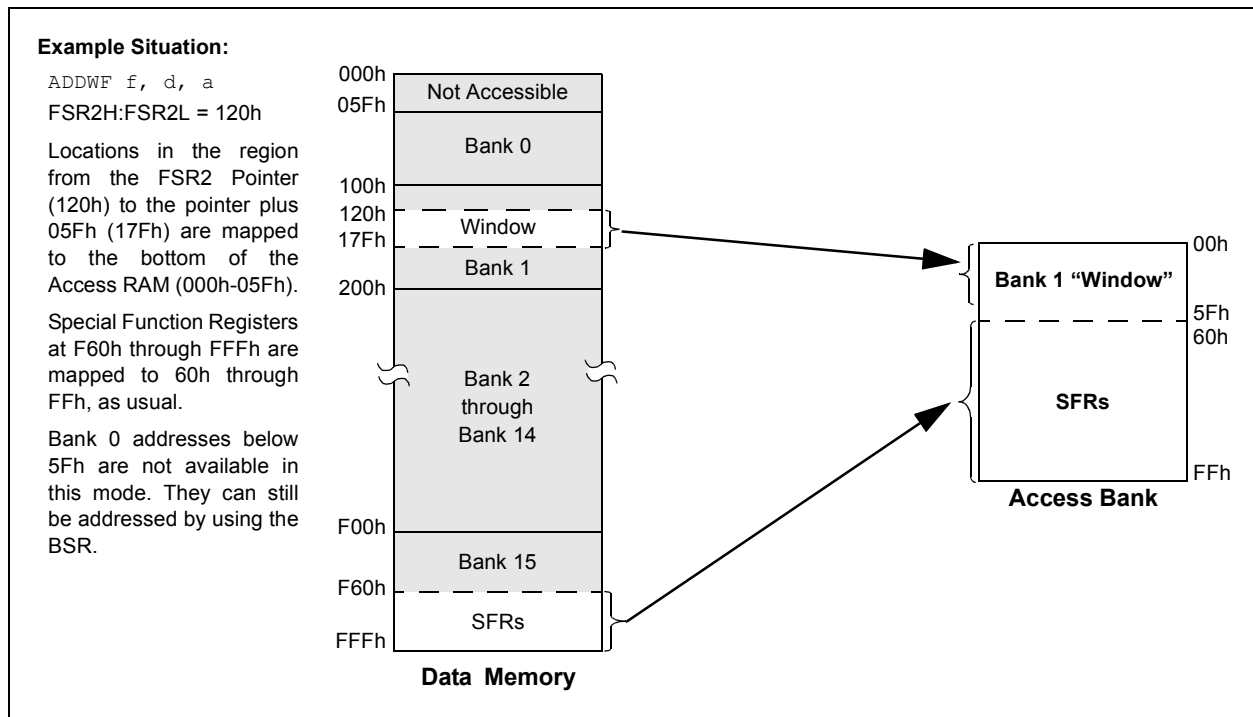 Example Situation:
ADDWF f, d, a
FSR2H:FSR2L = 120h
Locations in the region
from the FSR2 Pointer
(120h) to the pointer plus
05Fh (17Fh) are mapped
to the bottom of the
Access RAM (000h-05Fh).
Special Function Registers
at F60h through FFFh are
mapped to 60h through
FFh, as usual.
Bank 0 addresses below
5Fh are not available in
this mode. They can still
be addressed by using the
BSR.
000h
Not Accessible
05Fh
Bank 0
100h
120h
Window
17Fh
Bank 1
200h
Bank 2
through
Bank 14
F00h
Bank 15
F60h
SFRs
FFFh
Data Memory
00h
Bank 1 “Window”
5Fh
60h
SFRs
FFh
Access Bank